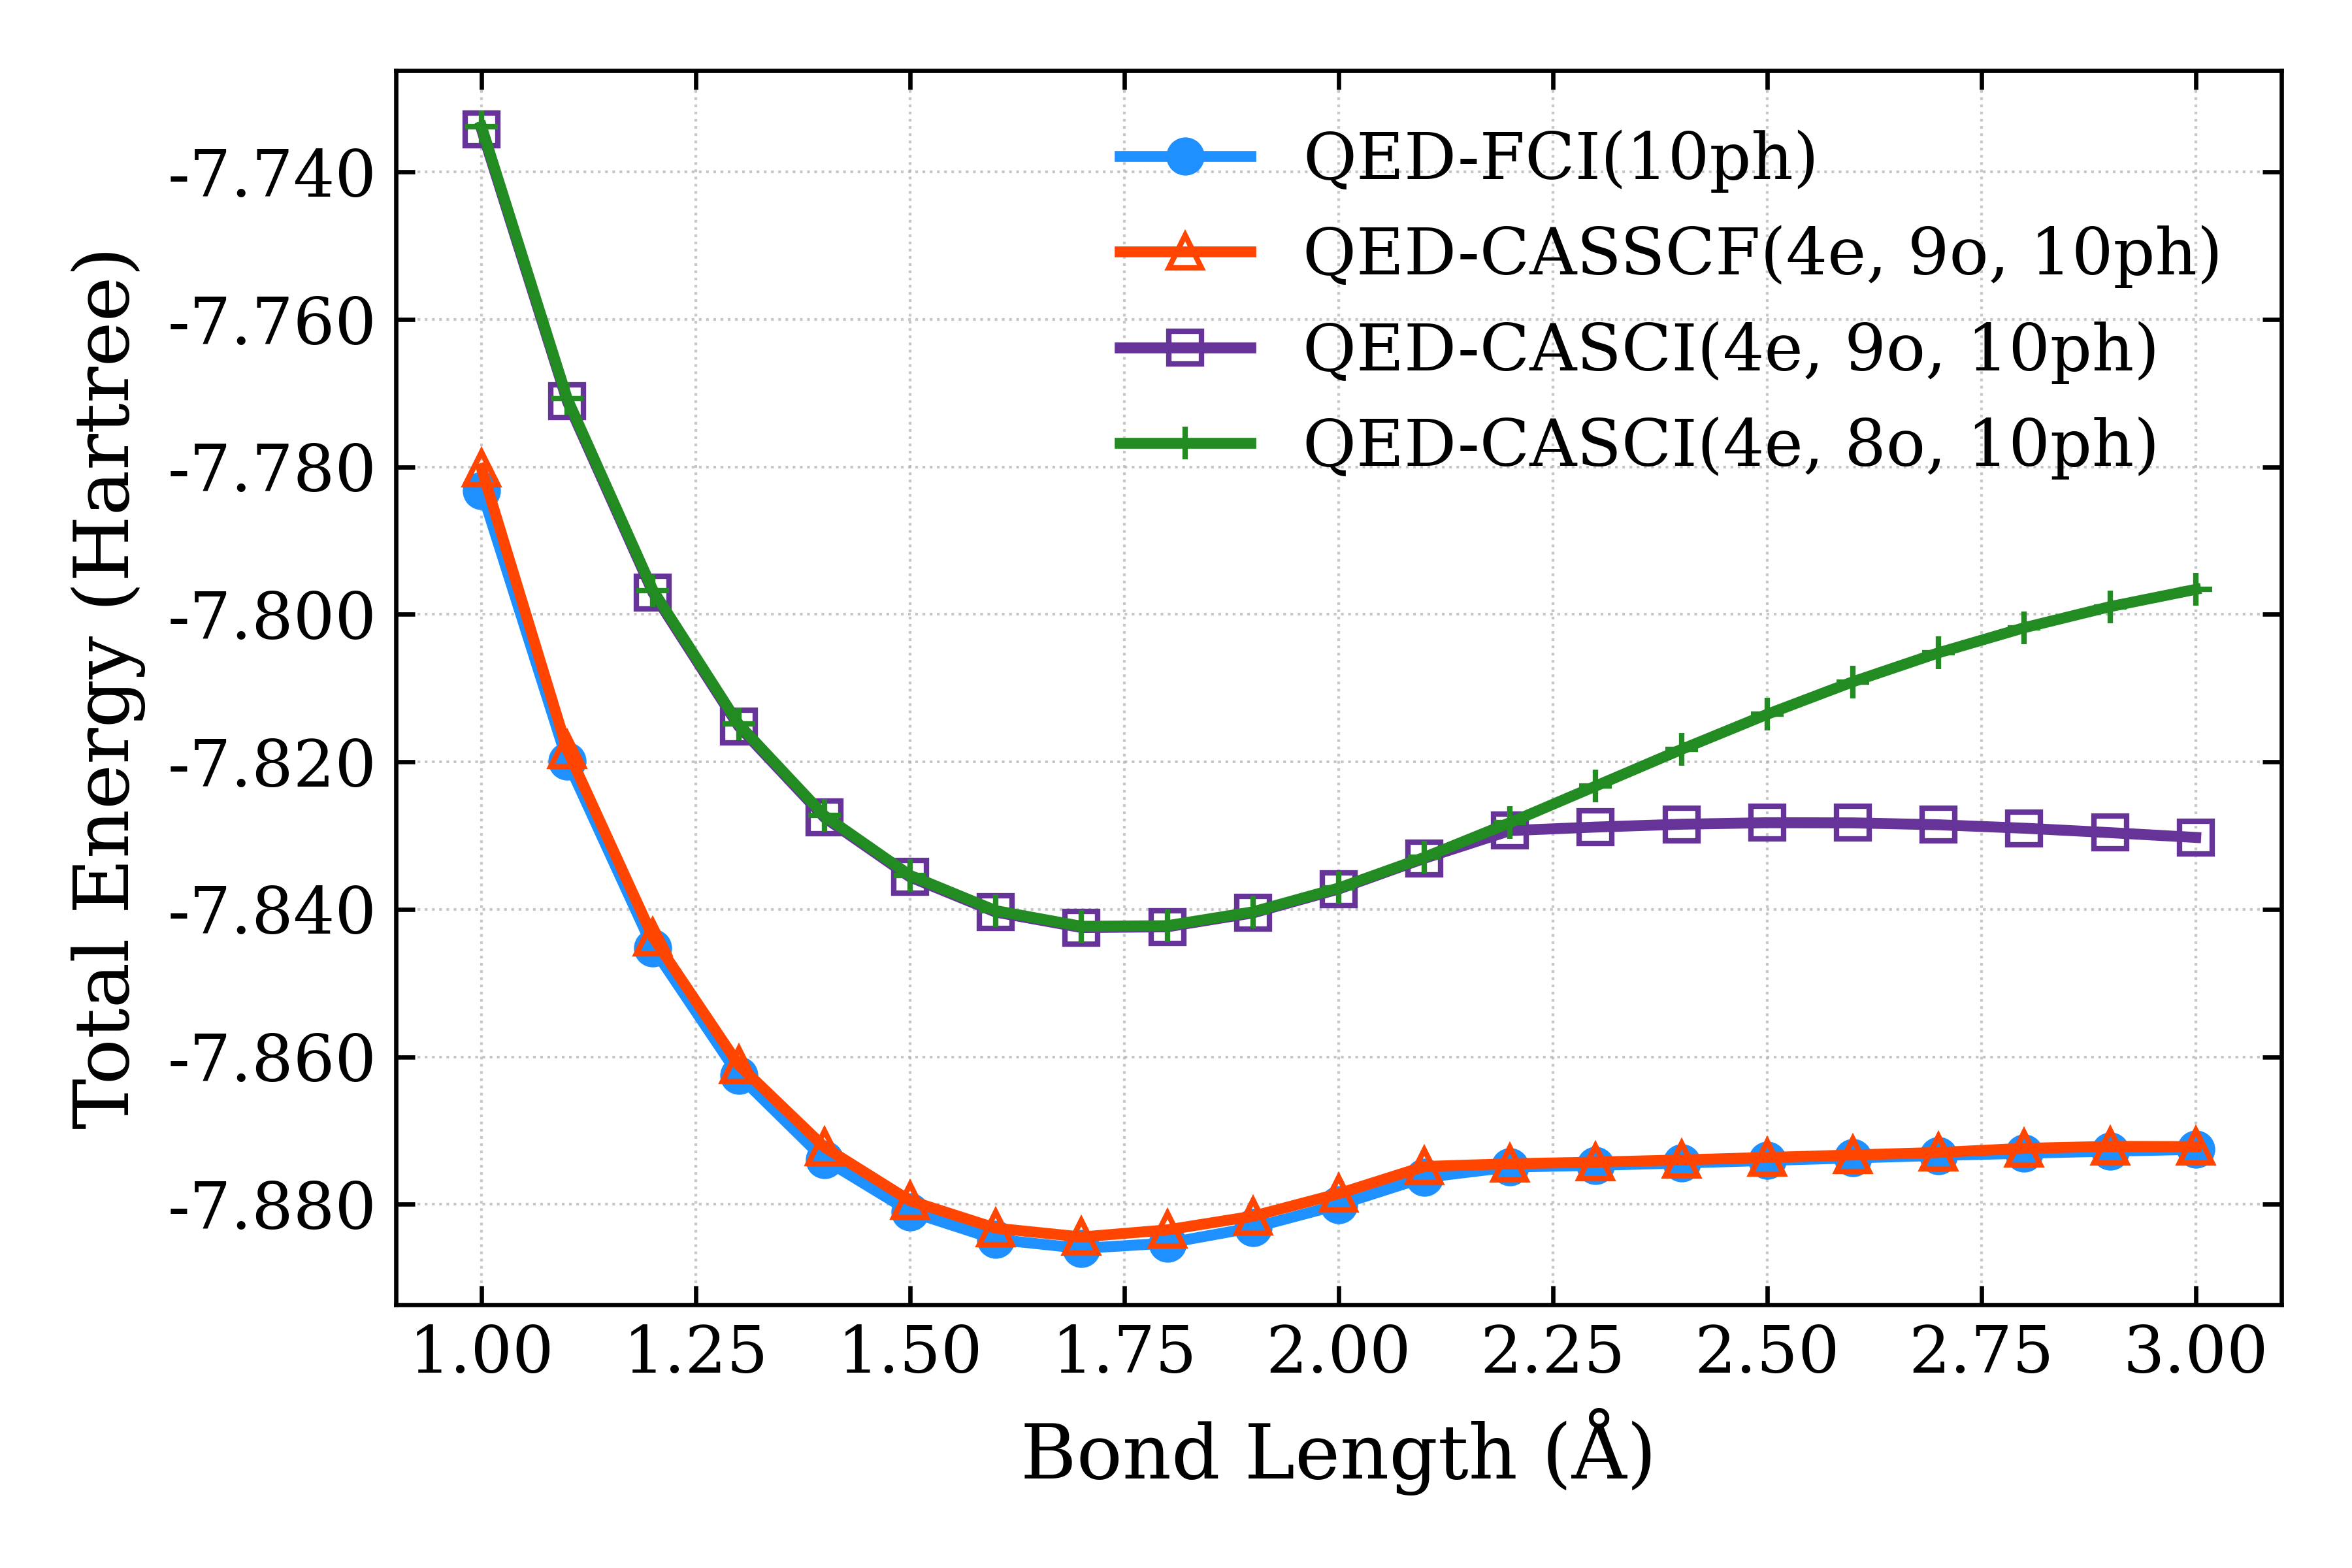 QED-FCI(10ph)
QED-CASSCF(4e, 9o, 10ph)
QED-CASCI(4e, 9o, 10ph)
QED-CASCI(4e, 8o, 10ph)
Total Energy (Hartree)
-7.740
-7.760
-7.780
-7.800
-7.820
-7.840
-7.860
-7.880
1.00 1.25 1.50 1.75 2.00 2.25 2.50 2.75 3.00
Bond Length (Å)